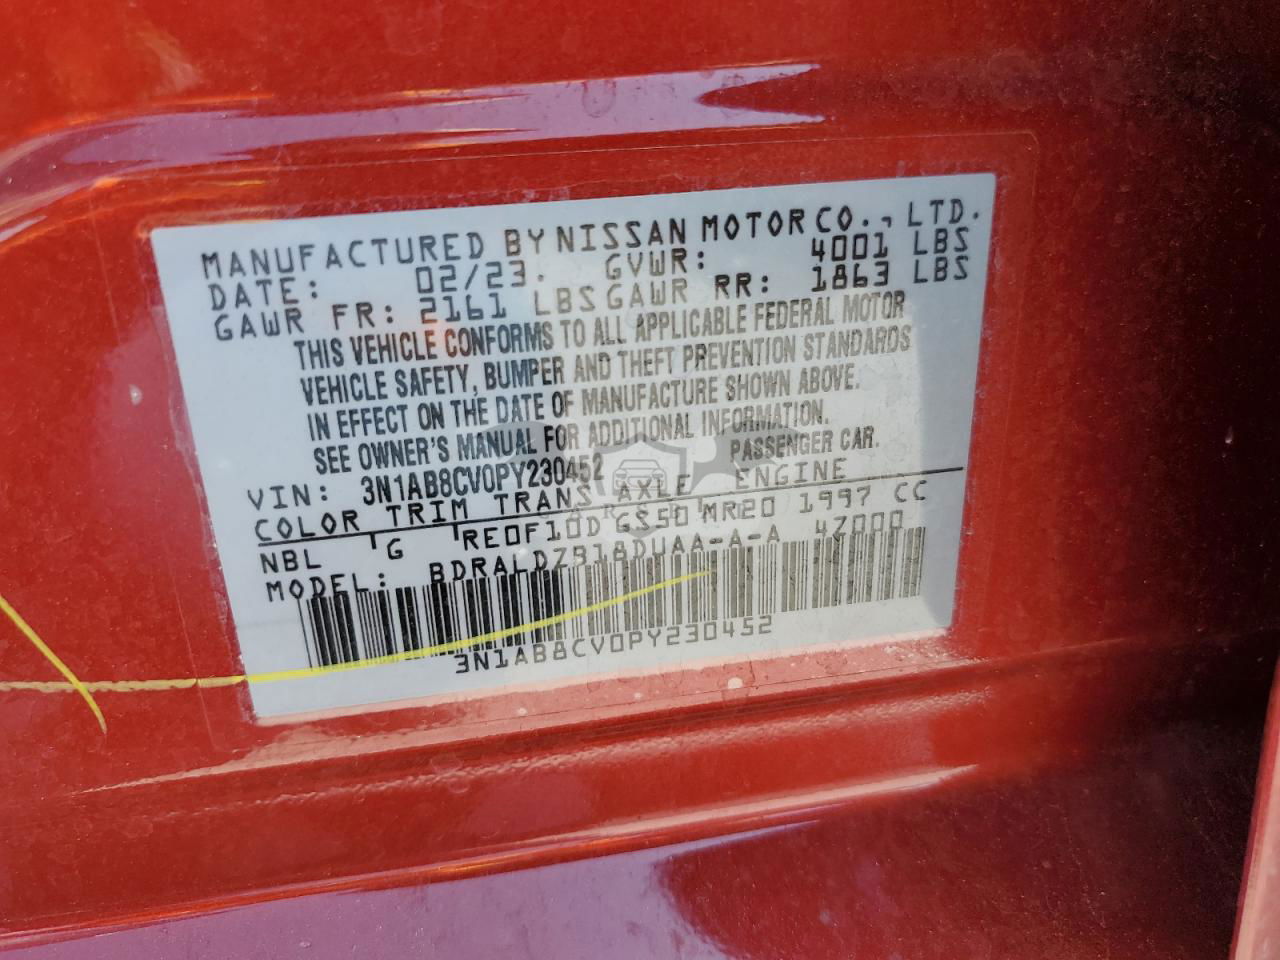 MANUFACTURED BY NISSAN MOTOR CO., LTD.
DATE: 02/23. GVWR: 4001 LBS
GAWR FR: 2161 LBS GAWR RR: 1863 LBS
THIS VEHICLE CONFORMS TO ALL APPLICABLE FEDERAL MOTOR
VEHICLE SAFETY, BUMPER AND THEFT PREVENTION STANDARDS
IN EFFECT ON THE DATE OF MANUFACTURE SHOWN ABOVE.
SEE OWNER'S MANUAL FOR ADDITIONAL INFORMATION.
VIN: 3N1AB8CV0PY230452 PASSENGER CAR.
COLOR TRIM TRANS AXLE ENGINE
NBL G RE0F10D GS50 MR20 1997 CC
MODEL: BDRALDZB18DUAA-A-A 4Z000
3N1AB8CV0PY230452